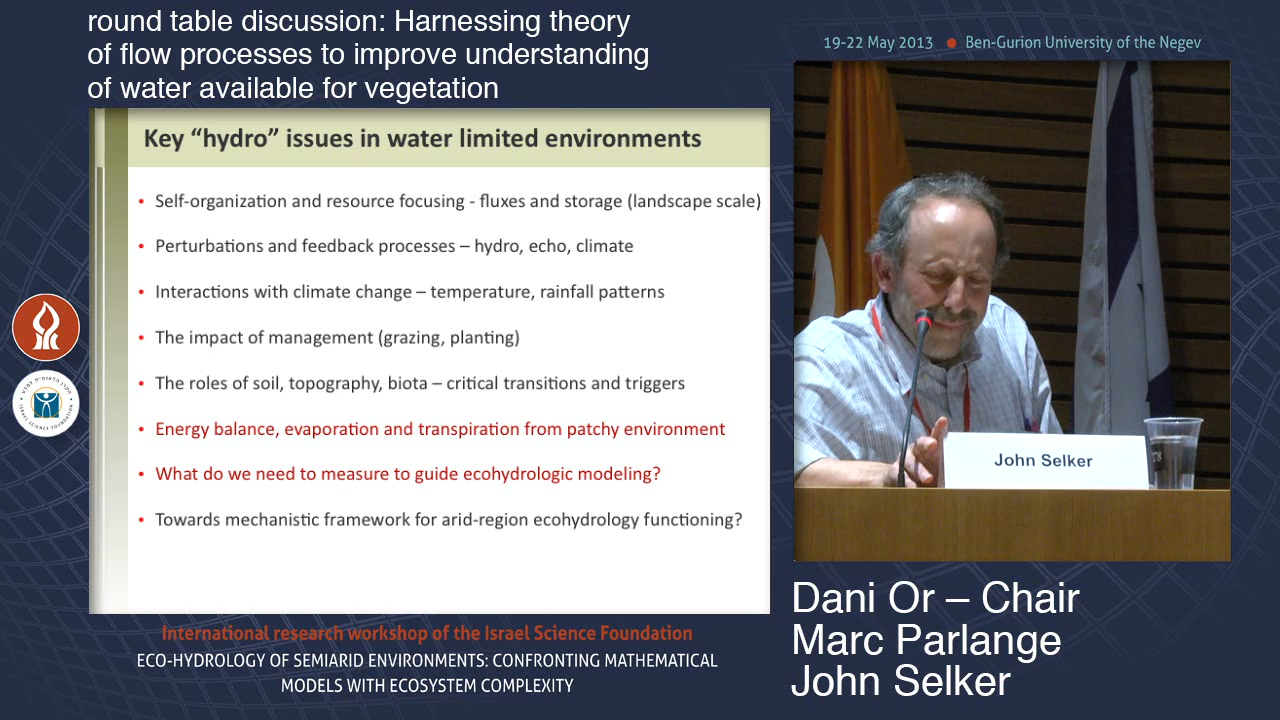 round table discussion: Harnessing theory
of flow processes to improve understanding
of water available for vegetation
19-22 May 2013 • Ben-Gurion University of the Negev
Key “hydro” issues in water limited environments
• Self-organization and resource focusing - fluxes and storage (landscape scale)
• Perturbations and feedback processes – hydro, echo, climate
• Interactions with climate change – temperature, rainfall patterns
• The impact of management (grazing, planting)
• The roles of soil, topography, biota – critical transitions and triggers
• Energy balance, evaporation and transpiration from patchy environment
• What do we need to measure to guide ecohydrologic modeling?
• Towards mechanistic framework for arid-region ecohydrology functioning?
John Selker
ISRAEL SCIENCE FOUNDATION
International research workshop of the Israel Science Foundation
ECO-HYDROLOGY OF SEMIARID ENVIRONMENTS: CONFRONTING MATHEMATICAL
MODELS WITH ECOSYSTEM COMPLEXITY
Dani Or – Chair
Marc Parlange
John Selker